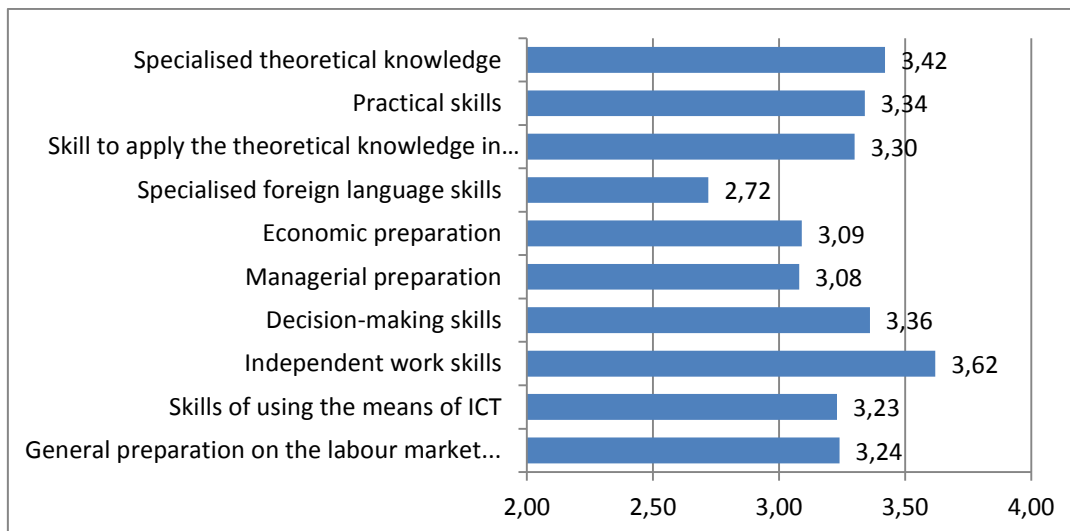 Specialised theoretical knowledge 3,42
Practical skills 3,34
Skill to apply the theoretical knowledge in... 3,30
Specialised foreign language skills 2,72
Economic preparation 3,09
Managerial preparation 3,08
Decision-making skills 3,36
Independent work skills 3,62
Skills of using the means of ICT 3,23
General preparation on the labour market... 3,24
2,00 2,50 3,00 3,50 4,00